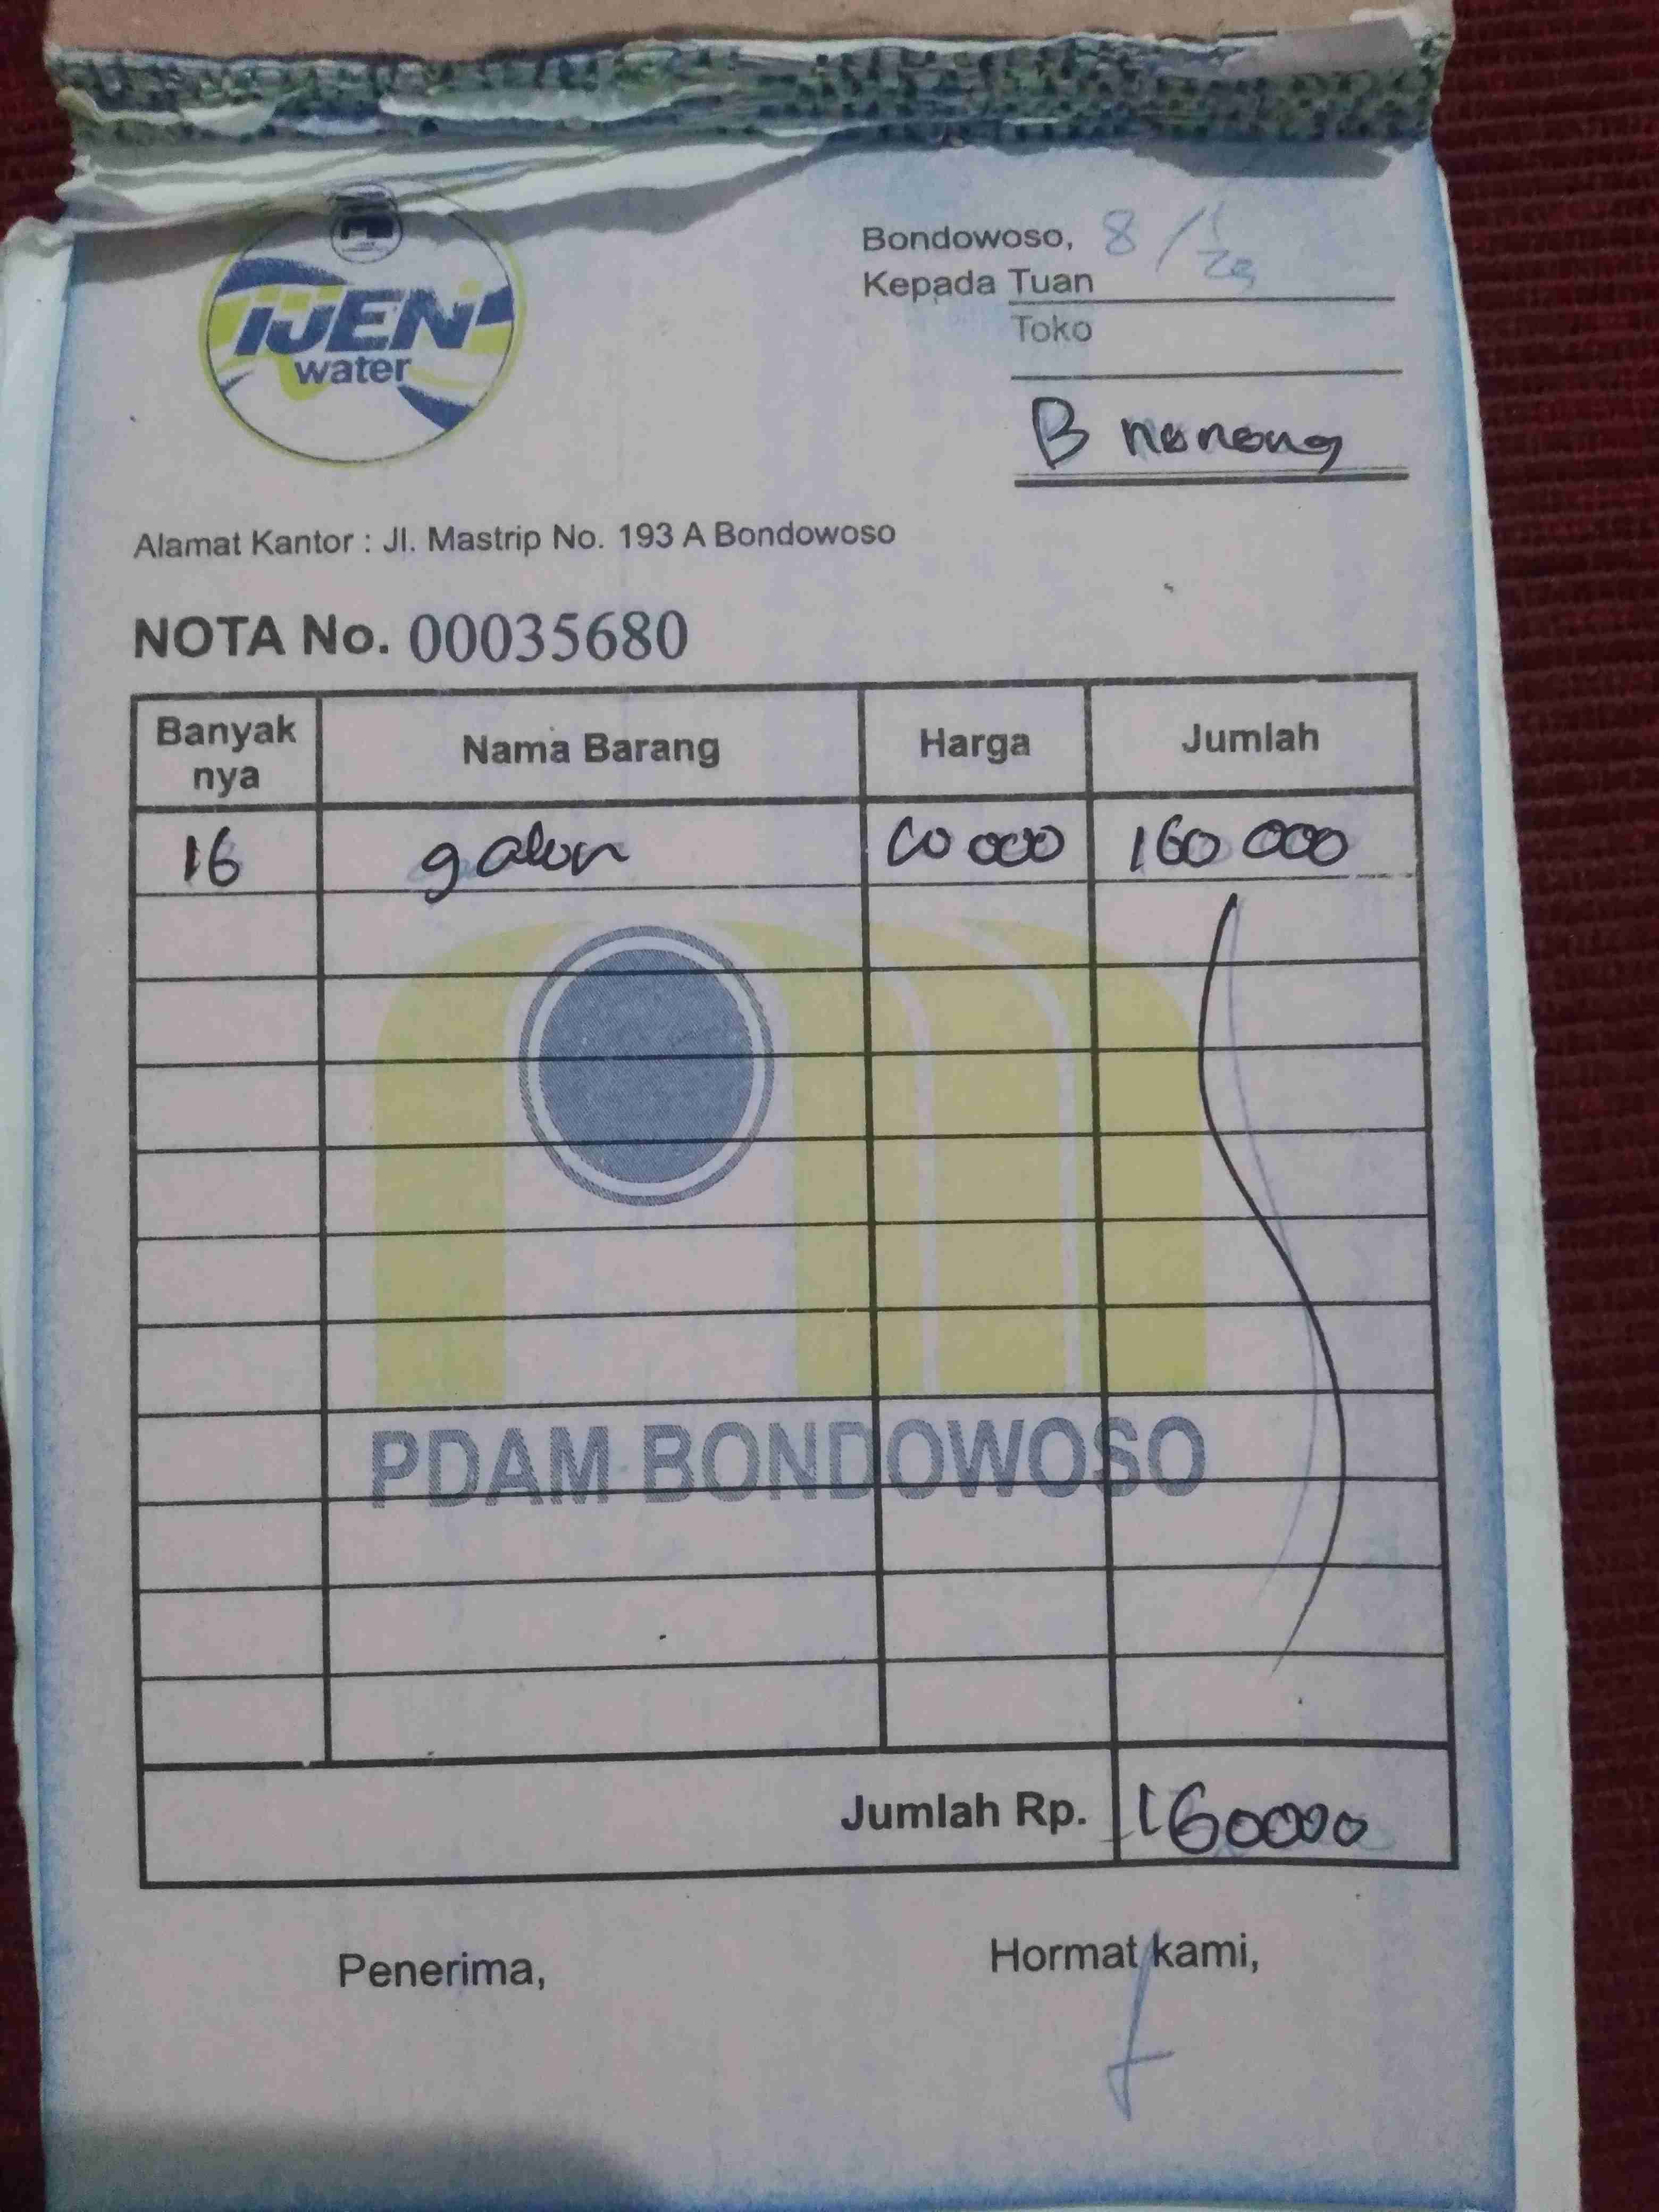 IJEN
water
Bondowoso, 8/1
Kepada Tuan
Toko
B nonong
Alamat Kantor : Jl. Mastrip No. 193 A Bondowoso
NOTA No. 00035680
Banyak nya Nama Barang Harga Jumlah
16 galon 10 000 160 000
PDAM BONDOWOSO
Jumlah Rp. 160000
Penerima, Hormat kami,